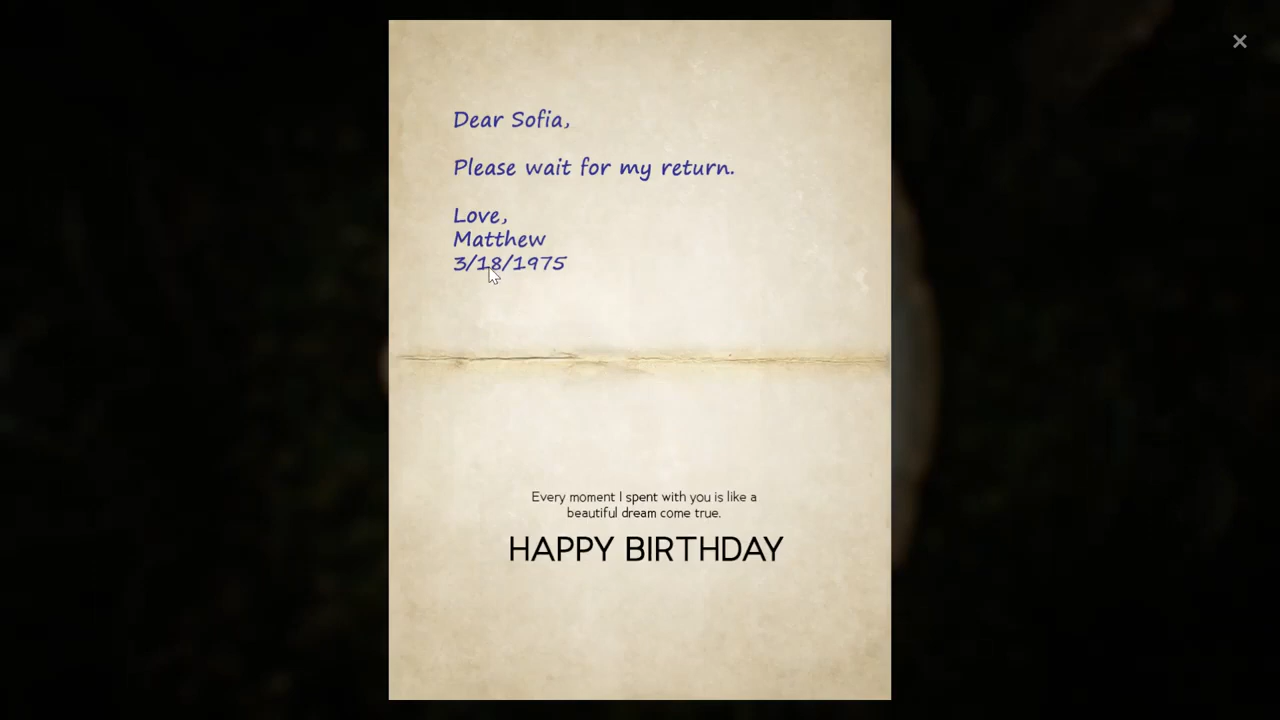 Dear Sofia,
Please wait for my return.
Love,
Matthew
3/18/1975
Every moment I spent with you is like a
beautiful dream come true.
HAPPY BIRTHDAY